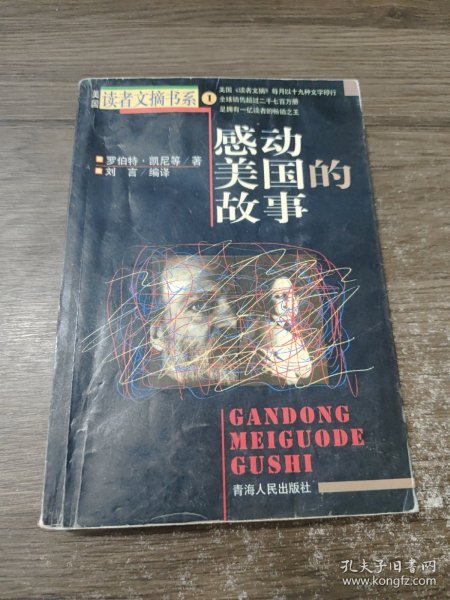 美国
读者文摘书系
1
美国《读者文摘》每月以十九种文字印行
全球销售超过二千七百万册
是拥有一亿读者的畅销之王
罗伯特·凯尼等/著
刘言/编译
感动
美国的
故事
GANDONG
MEIGUODE
GUSHI
青海人民出版社
孔夫子旧书网
www.kongfz.com